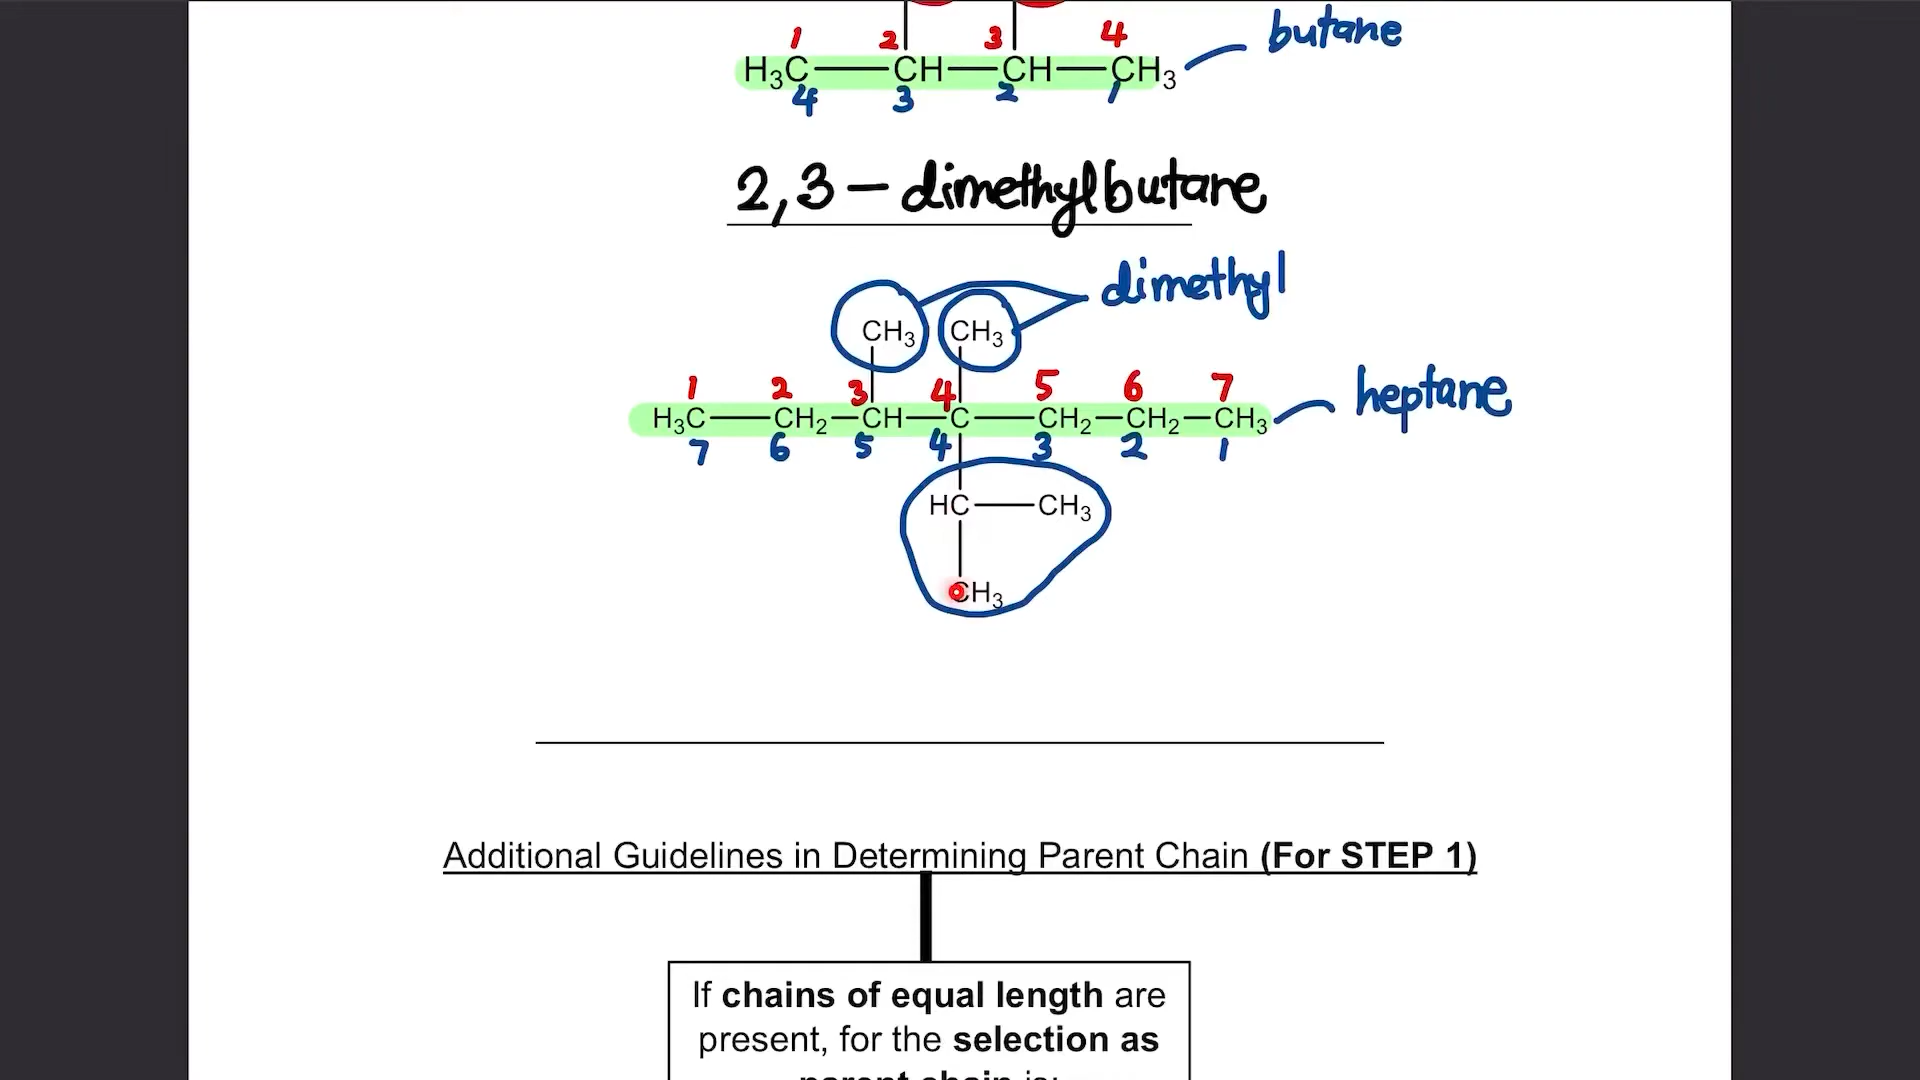 1 2 3 4 butane
H₃C CH CH CH₃
4 3 2 1
2,3 – dimethylbutane
dimethyl
CH₃ CH₃
1 2 3 4 5 6 7 heptane
H₃C CH₂ CH C CH₂ CH₂ CH₃
7 6 5 4 3 2 1
HC CH₃
CH₃
Additional Guidelines in Determining Parent Chain (For STEP 1)
If chains of equal length are
present, for the selection as
parent chain is: